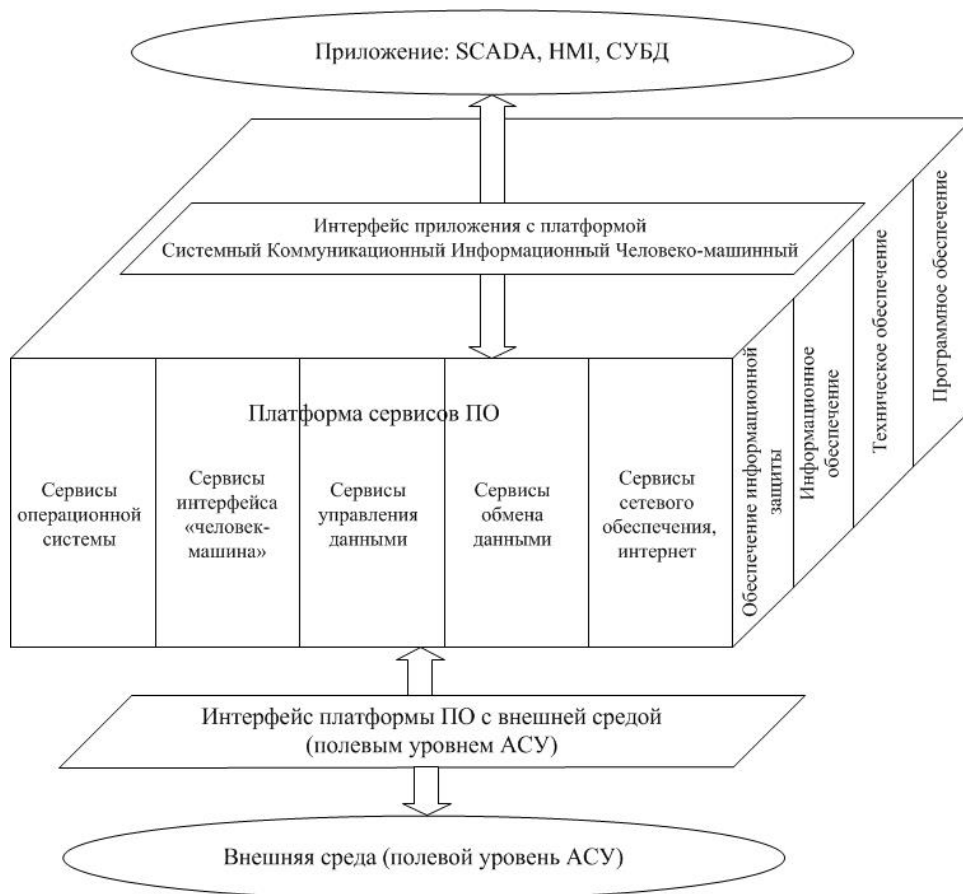 Приложение: SCADA, HMI, СУБД
Интерфейс приложения с платформой
Системный Коммуникационный Информационный Человеко-машинный
Платформа сервисов ПО
Сервисы
операционной
системы
Сервисы
интерфейса
«человек-
машина»
Сервисы
управления
данными
Сервисы
обмена
данными
Сервисы
сетевого
обеспечения,
интернет
Обеспечение информационной
защиты
Информационное
обеспечение
Техническое обеспечение
Программное обеспечение
Интерфейс платформы ПО с внешней средой
(полевым уровнем АСУ)
Внешняя среда (полевой уровень АСУ)